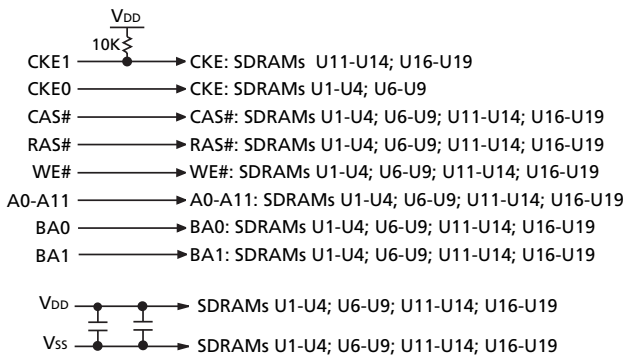 VDD
10K
CKE1 CKE: SDRAMs U11-U14; U16-U19
CKE0 CKE: SDRAMs U1-U4; U6-U9
CAS# CAS#: SDRAMs U1-U4; U6-U9; U11-U14; U16-U19
RAS# RAS#: SDRAMs U1-U4; U6-U9; U11-U14; U16-U19
WE# WE#: SDRAMs U1-U4; U6-U9; U11-U14; U16-U19
A0-A11 A0-A11: SDRAMs U1-U4; U6-U9; U11-U14; U16-U19
BA0 BA0: SDRAMs U1-U4; U6-U9; U11-U14; U16-U19
BA1 BA1: SDRAMs U1-U4; U6-U9; U11-U14; U16-U19
VDD SDRAMs U1-U4; U6-U9; U11-U14; U16-U19
VSS SDRAMs U1-U4; U6-U9; U11-U14; U16-U19